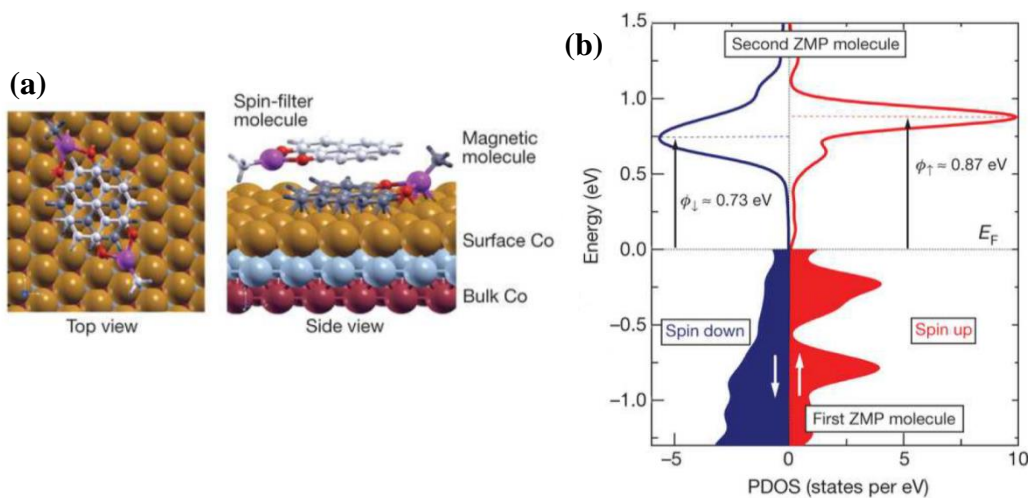 (a)
Spin-filter
molecule
Magnetic molecule
Surface Co
Bulk Co
Top view
Side view
(b)
Second ZMP molecule
1.5
1.0
0.5
0.0
−0.5
−1.0
Energy (eV)
ϕ↓ ≈ 0.73 eV
ϕ↑ ≈ 0.87 eV
EF
Spin down
Spin up
First ZMP molecule
−5
0
5
10
PDOS (states per eV)